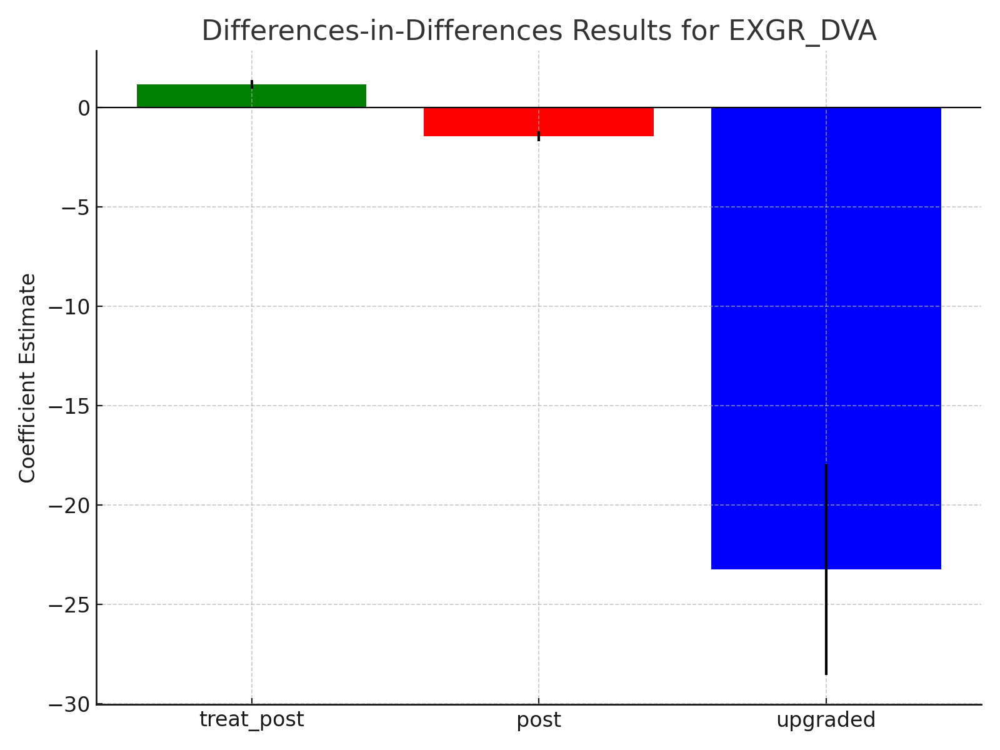 Differences-in-Differences Results for EXGR_DVA
Coefficient Estimate
0
−5
−10
−15
−20
−25
−30
treat_post
post
upgraded